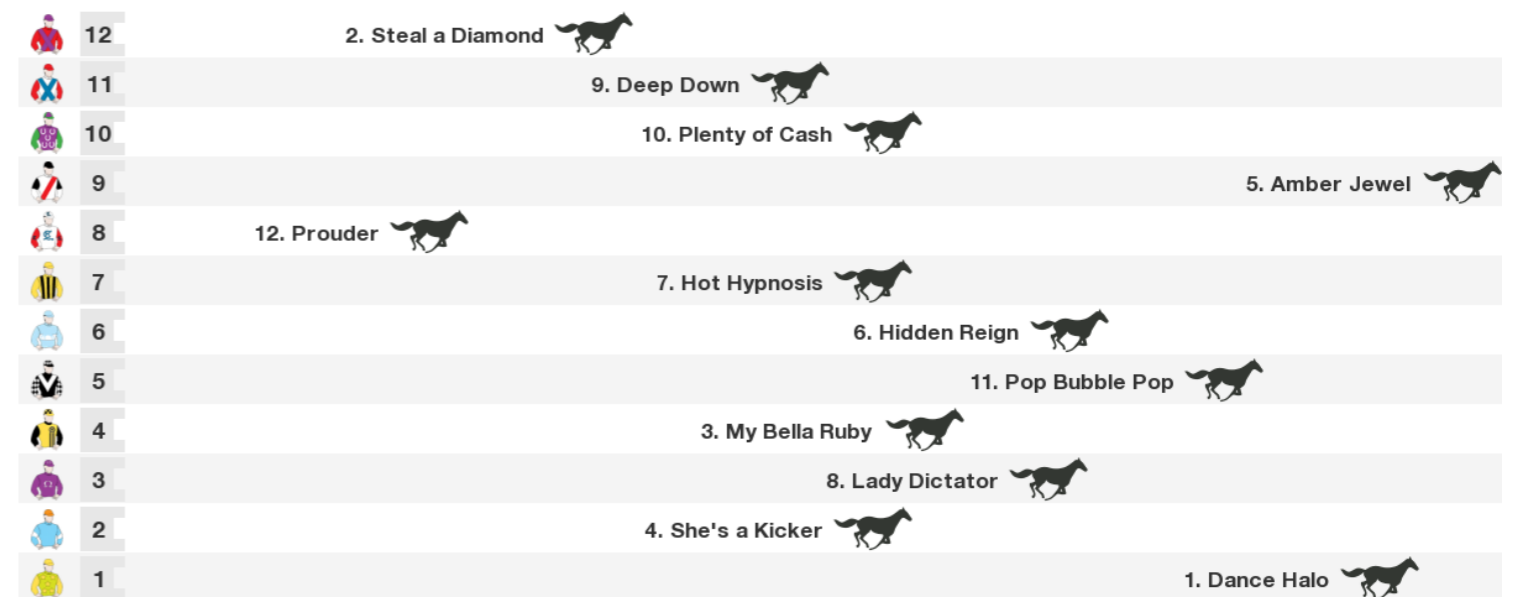 12 2. Steal a Diamond
11 9. Deep Down
10 10. Plenty of Cash
9 5. Amber Jewel
8 12. Prouder
7 7. Hot Hypnosis
6 6. Hidden Reign
5 11. Pop Bubble Pop
4 3. My Bella Ruby
3 8. Lady Dictator
2 4. She's a Kicker
1 1. Dance Halo